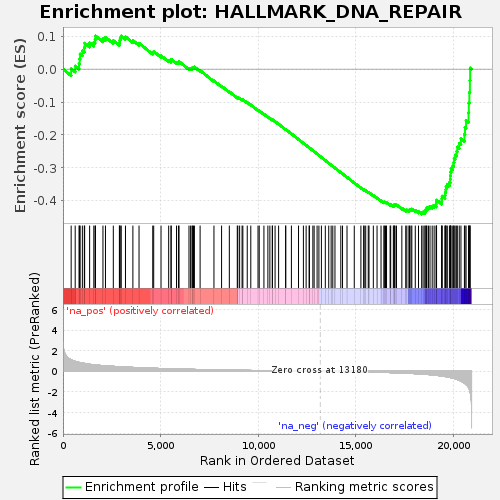 Enrichment plot: HALLMARK_DNA_REPAIR
Enrichment score (ES)
0.1
0.0
-0.1
-0.2
-0.3
-0.4
'na_pos' (positively correlated)
Ranked list metric (PreRanked)
6
4
2
0
-2
-4
-6
Zero cross at 13180
'na_neg' (negatively correlated)
0
5,000
10,000
15,000
20,000
Rank in Ordered Dataset
Enrichment profile
Hits
Ranking metric scores